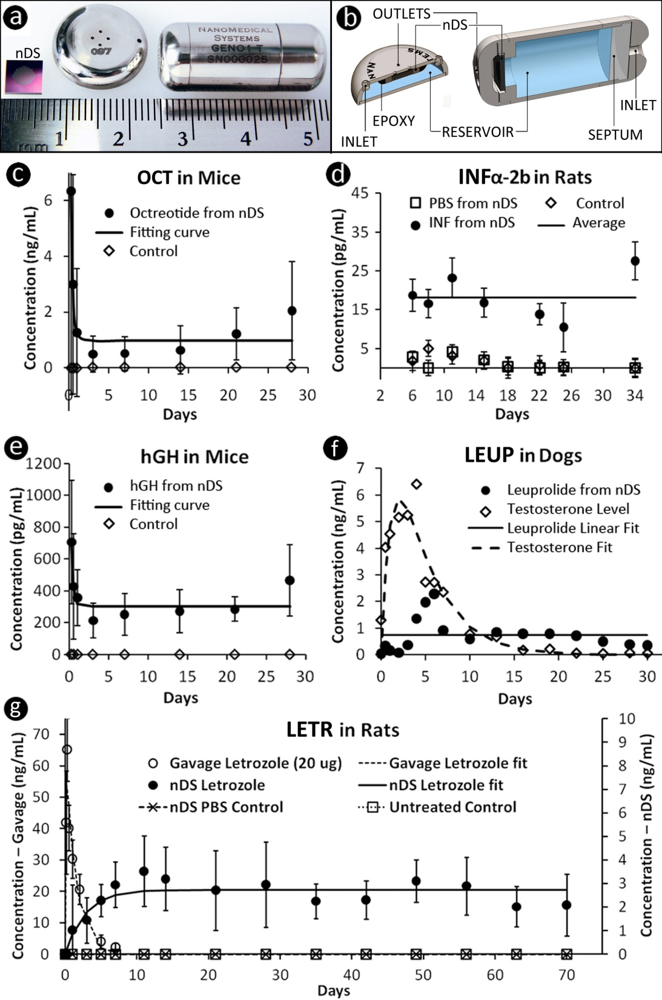 a
nDS
097
NANOMEDICAL
SYSTEMS
GEN01-T
SN000025
mm 1 2 3 4 5
b
OUTLETS
nDS
NAN
TEMS
EPOXY
INLET
RESERVOIR
SEPTUM
INLET
c
OCT in Mice
Concentration (ng/mL)
6
4
2
0
Octreotide from nDS
Fitting curve
Control
0 5 10 15 20 25 30
Days
d
INFα-2b in Rats
Concentration (pg/mL)
45
35
25
15
5
PBS from nDS
Control
INF from nDS
Average
2 6 10 14 18 22 26 30 34
Days
e
hGH in Mice
Concentration (pg/mL)
1200
1000
800
600
400
200
0
hGH from nDS
Fitting curve
Control
0 5 10 15 20 25 30
Days
f
LEUP in Dogs
Concentration (ng/mL)
7
6
5
4
3
2
1
0
Leuprolide from nDS
Testosterone Level
Leuprolide Linear Fit
Testosterone Fit
0 5 10 15 20 25 30
Days
g
LETR in Rats
Concentration – Gavage (ng/mL)
70
60
50
40
30
20
10
0
Gavage Letrozole (20 ug)
Gavage Letrozole fit
nDS Letrozole
nDS Letrozole fit
nDS PBS Control
Untreated Control
10
9
8
7
6
5
4
3
2
1
0
Concentration – nDS (ng/mL)
0 10 20 30 40 50 60 70
Days